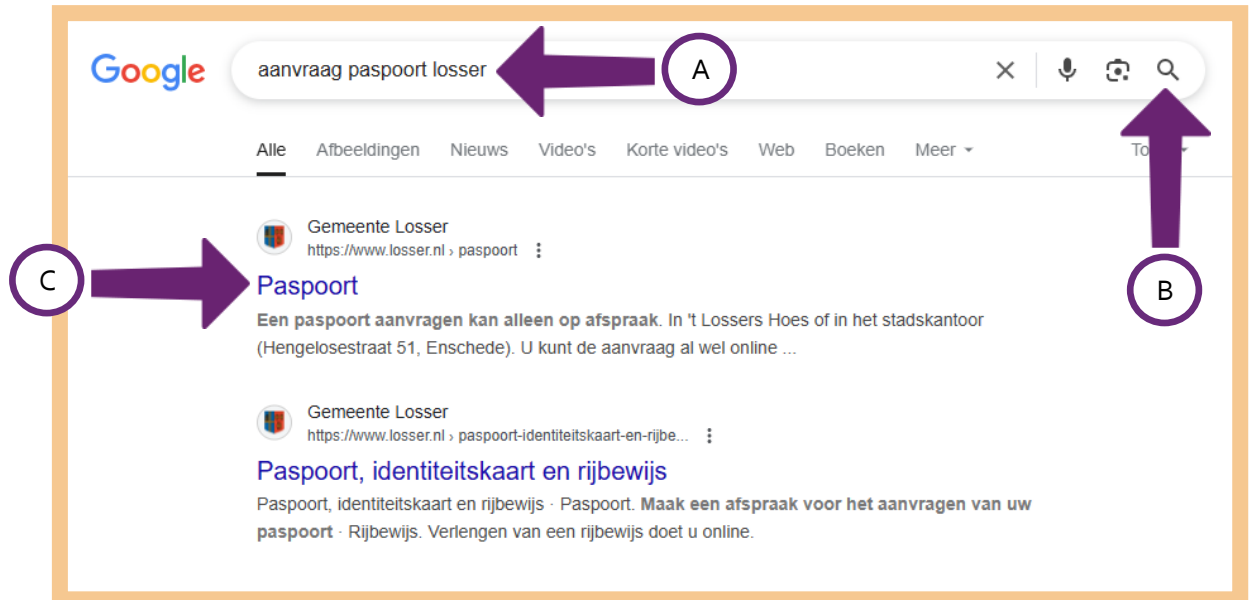 Google
aanvraag paspoort losser
A
Alle Afbeeldingen Nieuws Video's Korte video's Web Boeken Meer
B
Gemeente Losser
https://www.losser.nl › paspoort
C
Paspoort
Een paspoort aanvragen kan alleen op afspraak. In 't Lossers Hoes of in het stadskantoor
(Hengelosestraat 51, Enschede). U kunt de aanvraag al wel online ...
Gemeente Losser
https://www.losser.nl › paspoort-identiteitskaart-en-rijbe...
Paspoort, identiteitskaart en rijbewijs
Paspoort, identiteitskaart en rijbewijs · Paspoort. Maak een afspraak voor het aanvragen van uw
paspoort · Rijbewijs. Verlengen van een rijbewijs doet u online.